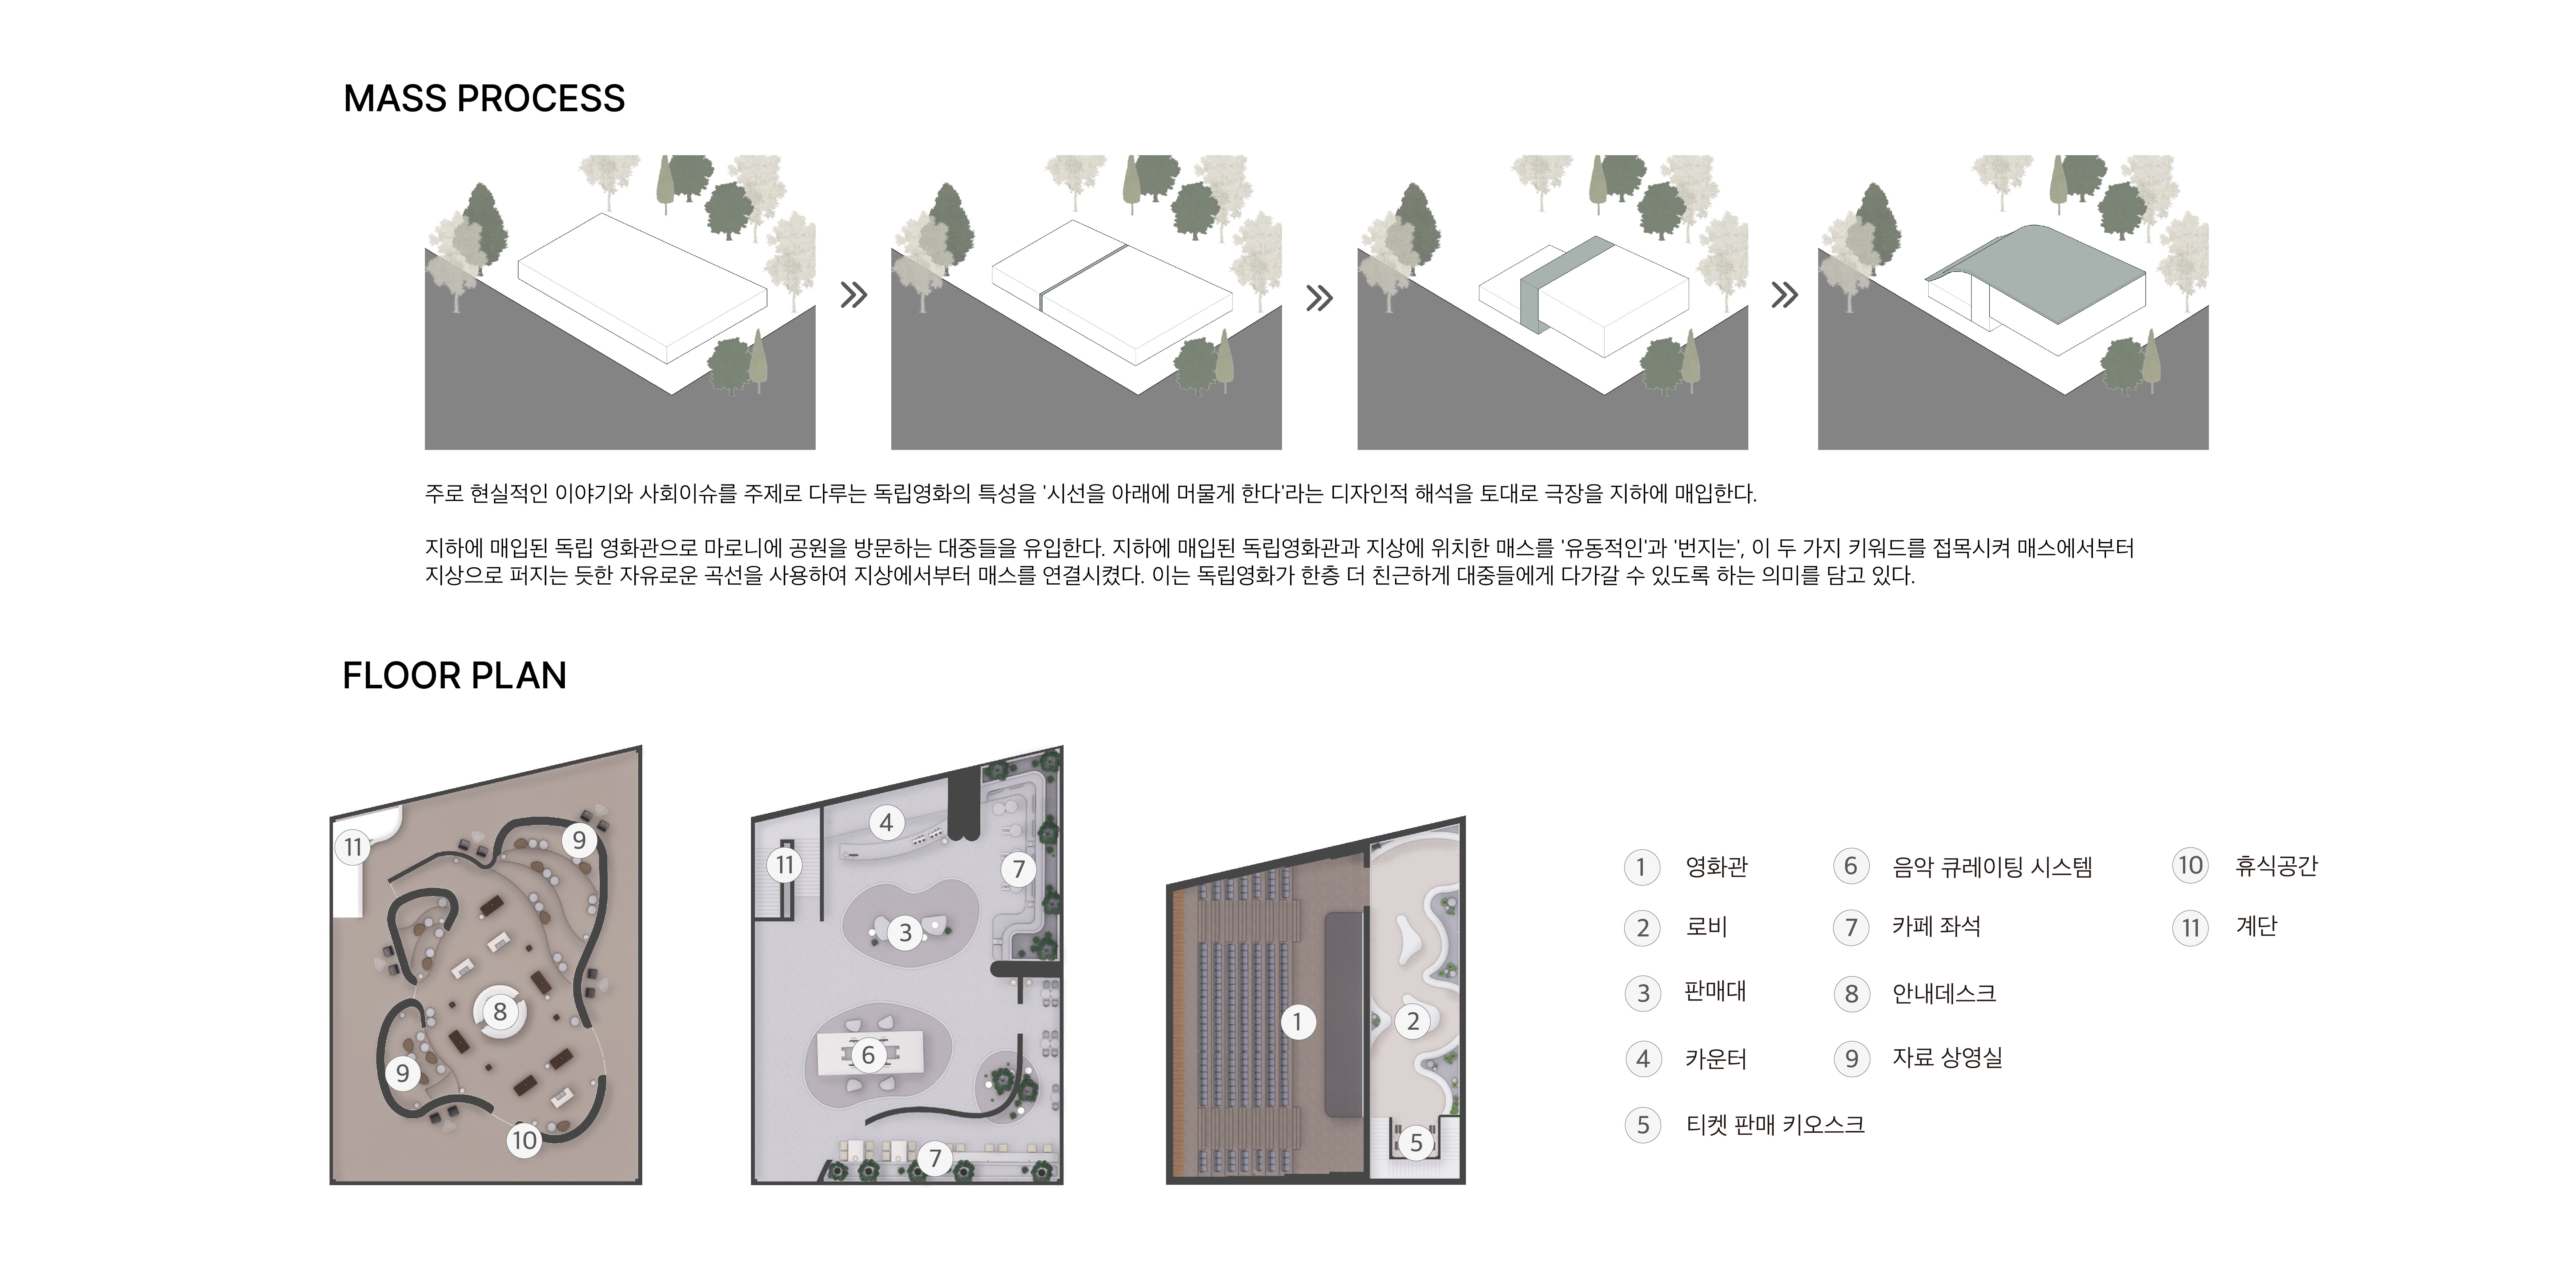 MASS PROCESS
주로 현실적인 이야기와 사회이슈를 주제로 다루는 독립영화의 특성을 '시선을 아래에 머물게 한다'라는 디자인적 해석을 토대로 극장을 지하에 매입한다.
지하에 매입된 독립 영화관으로 마로니에 공원을 방문하는 대중들을 유입한다. 지하에 매입된 독립영화관과 지상에 위치한 매스를 '유동적인'과 '번지는', 이 두 가지 키워드를 접목시켜 매스에서부터
지상으로 퍼지는 듯한 자유로운 곡선을 사용하여 지상에서부터 매스를 연결시켰다. 이는 독립영화가 한층 더 친근하게 대중들에게 다가갈 수 있도록 하는 의미를 담고 있다.
FLOOR PLAN
11
9
8
9
10
4
11
7
3
6
7
1
2
5
1 영화관
2 로비
3 판매대
4 카운터
5 티켓 판매 키오스크
6 음악 큐레이팅 시스템
7 카페 좌석
8 안내데스크
9 자료 상영실
10 휴식공간
11 계단